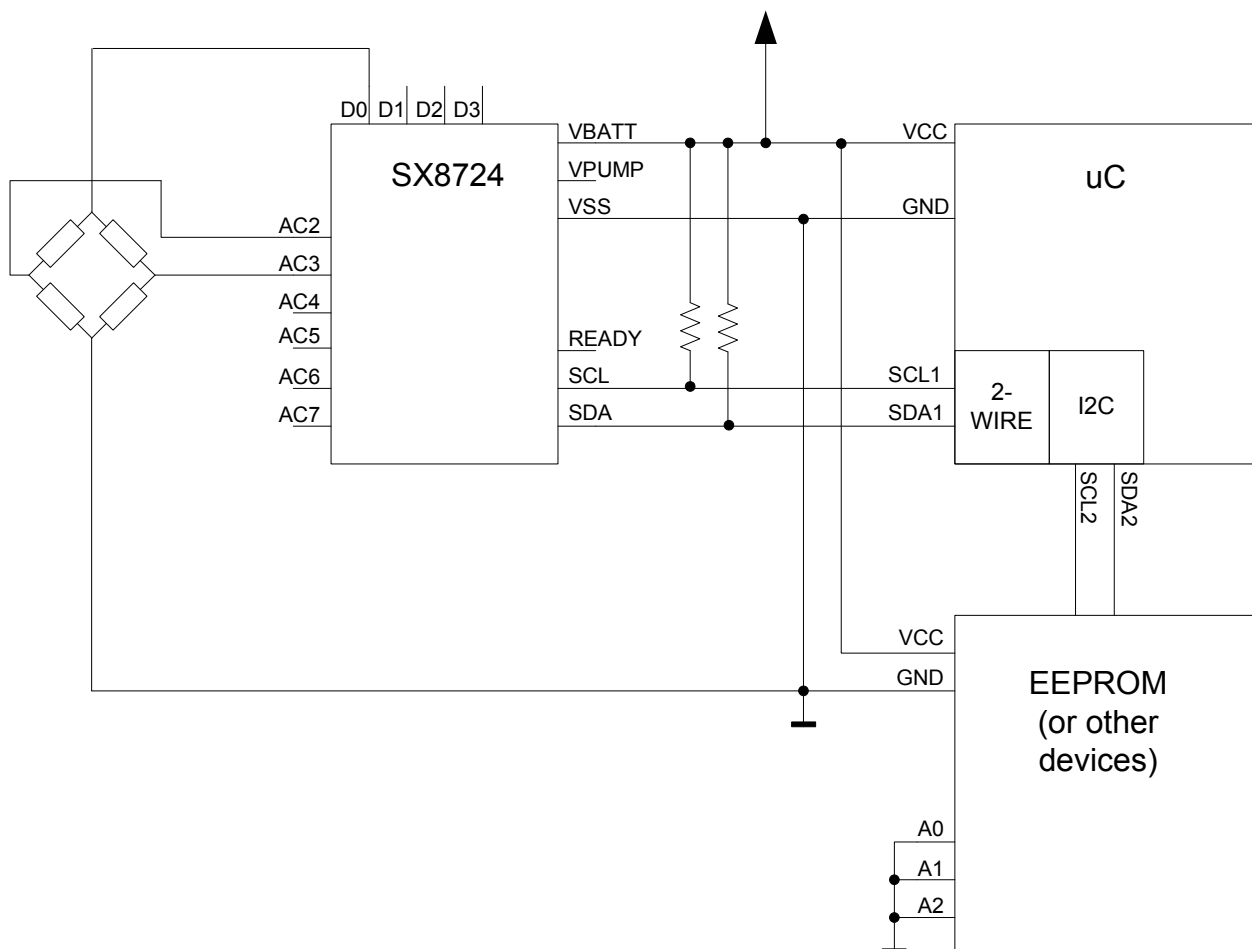 D0
D1
D2
D3
SX8724
VBATT
VPUMP
VSS
AC2
AC3
AC4
AC5
AC6
AC7
READY
SCL
SDA
VCC
GND
uC
SCL1
SDA1
2-
WIRE
I2C
SCL2
SDA2
VCC
GND
EEPROM
(or other
devices)
A0
A1
A2